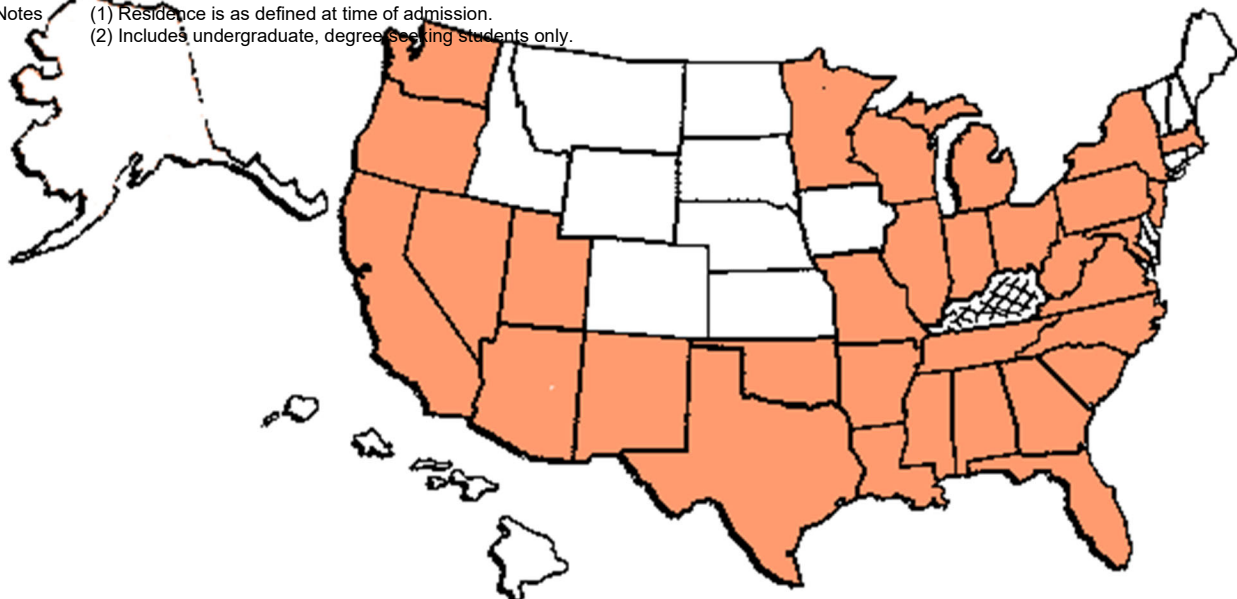 Notes (1) Residence is as defined at time of admission.
(2) Includes undergraduate, degree seeking students only.